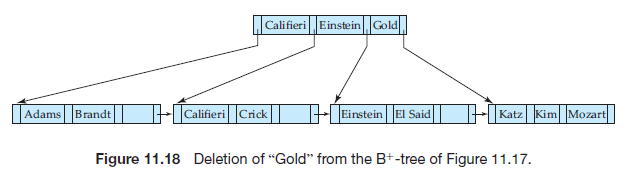 Califieri Einstein Gold
Adams Brandt Califieri Crick Einstein El Said Katz Kim Mozart
Figure 11.18 Deletion of “Gold” from the B+-tree of Figure 11.17.